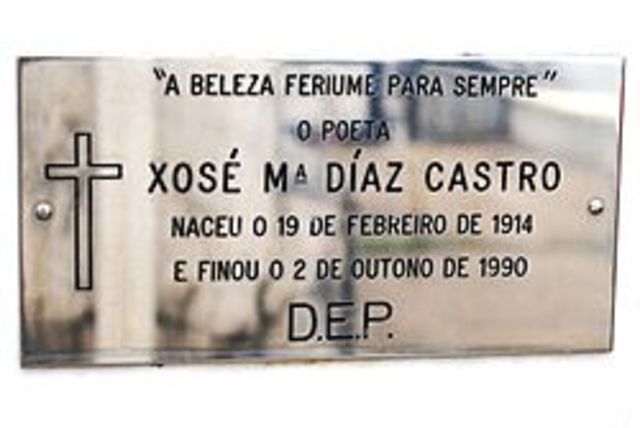 "A BELEZA FERIUME PARA SEMPRE"
O POETA
XOSÉ Mª DÍAZ CASTRO
NACEU O 19 DE FEBREIRO DE 1914
E FINOU O 2 DE OUTONO DE 1990
D.E.P.